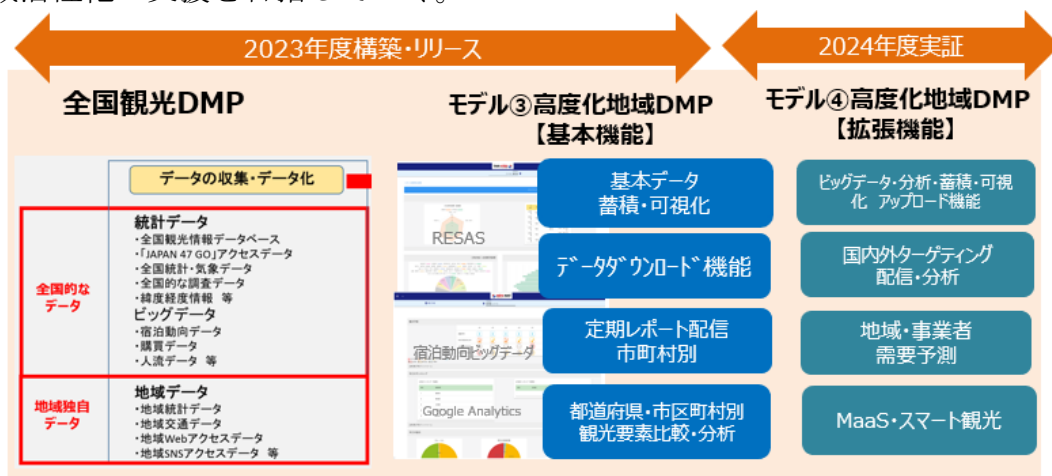 2023年度構築・リリース
2024年度実証
全国観光DMP
モデル③高度化地域DMP
【基本機能】
モデル④高度化地域DMP
【拡張機能】
データの収集・データ化
全国的な
データ
統計データ
・全国観光情報データベース
・「JAPAN 47 GO」アクセスデータ
・全国統計・気象データ
・全国的な調査データ
・緯度経度情報 等
ビッグデータ
・宿泊動向データ
・購買データ
・人流データ 等
地域独自
データ
地域データ
・地域統計データ
・地域交通データ
・地域Webアクセスデータ
・地域SNSアクセスデータ 等
RESAS
宿泊動向ビッグデータ
Google Analytics
基本データ
蓄積・可視化
データダウンロード機能
定期レポート配信
市町村別
都道府県・市区町村別
観光要素比較・分析
ビッグデータ・分析・蓄積・可視
化 アップロード機能
国内外ターゲティング
配信・分析
地域・事業者
需要予測
MaaS・スマート観光